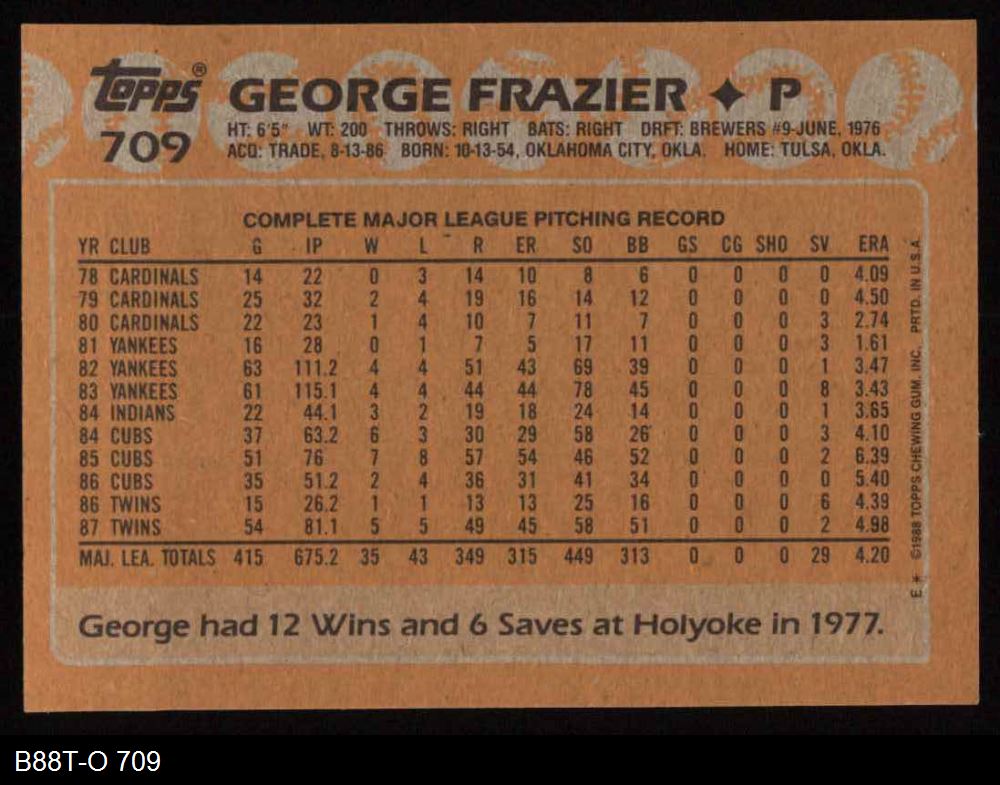 Topps®
709
GEORGE FRAZIER ✦ P
HT: 6'5" WT: 200 THROWS: RIGHT BATS: RIGHT DRFT: BREWERS #9-JUNE, 1976
ACQ: TRADE, 8-13-86 BORN: 10-13-54, OKLAHOMA CITY, OKLA. HOME: TULSA, OKLA.
COMPLETE MAJOR LEAGUE PITCHING RECORD
YR CLUB G IP W L R ER SO BB GS CG SHO SV ERA
78 CARDINALS 14 22 0 3 14 10 8 6 0 0 0 0 4.09
79 CARDINALS 25 32 2 4 19 16 14 12 0 0 0 0 4.50
80 CARDINALS 22 23 1 4 10 7 11 7 0 0 0 3 2.74
81 YANKEES 16 28 0 1 7 5 17 11 0 0 0 3 1.61
82 YANKEES 63 111.2 4 4 51 43 69 39 0 0 0 1 3.47
83 YANKEES 61 115.1 4 4 44 44 78 45 0 0 0 8 3.43
84 INDIANS 22 44.1 3 2 19 18 24 14 0 0 0 1 3.65
84 CUBS 37 63.2 6 3 30 29 58 26 0 0 0 3 4.10
85 CUBS 51 76 7 8 57 54 46 52 0 0 0 2 6.39
86 CUBS 35 51.2 2 4 36 31 41 34 0 0 0 0 5.40
86 TWINS 15 26.2 1 1 13 13 25 16 0 0 0 6 4.39
87 TWINS 54 81.1 5 5 49 45 58 51 0 0 0 2 4.98
MAJ. LEA. TOTALS 415 675.2 35 43 349 315 449 313 0 0 0 29 4.20
E* ©1988 TOPPS CHEWING GUM, INC. PRTD. IN U.S.A.
George had 12 Wins and 6 Saves at Holyoke in 1977.
B88T-O 709